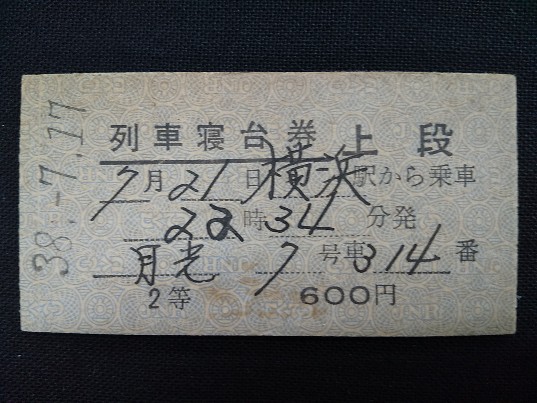 38.-7.17
列車寝台券 上段
7月21日横浜駅から乗車
22時34分発
月光 7号車314番
2等 600円